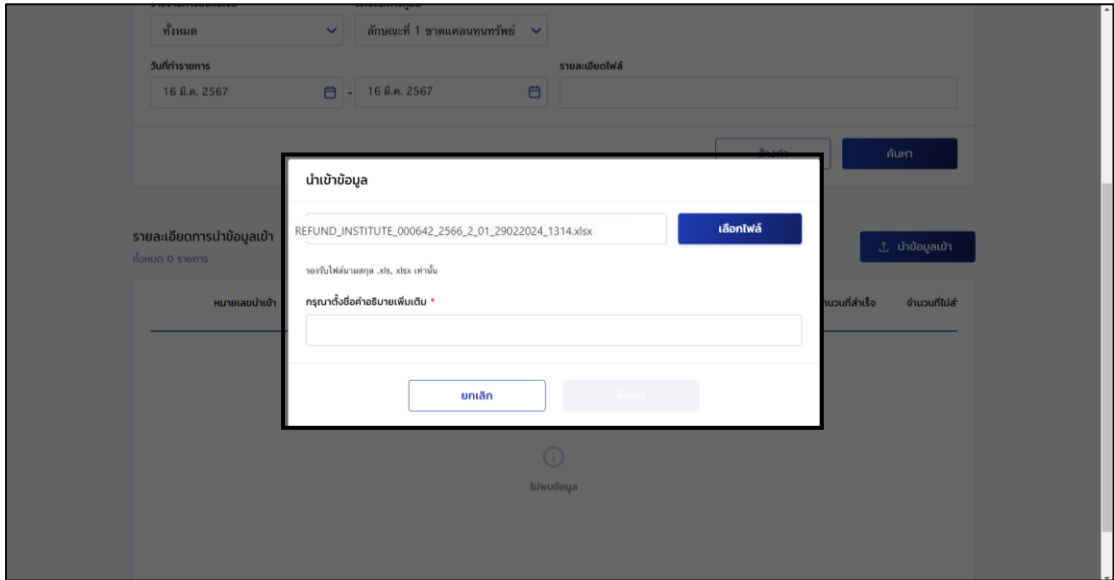 ทั้งหมด
ลักษณะที่ 1 ขาดแคลนทุนทรัพย์
วันที่ทำรายการ
รายละเอียดไฟล์
16 มี.ค. 2567 - 16 มี.ค. 2567
ล้างค่า
ค้นหา
นำเข้าข้อมูล
REFUND_INSTITUTE_000642_2566_2_01_29022024_1314.xlsx
เลือกไฟล์
รายละเอียดการนำข้อมูลเข้า
นำข้อมูลเข้า
ทั้งหมด 0 รายการ
รองรับไฟล์นามสกุล .xls, xlsx เท่านั้น
หมายเลขนำเข้า
กรุณาตั้งชื่อคำอธิบายเพิ่มเติม *
จำนวนที่ไม่สำ
ยกเลิก
ยืนยัน
ไม่พบข้อมูล